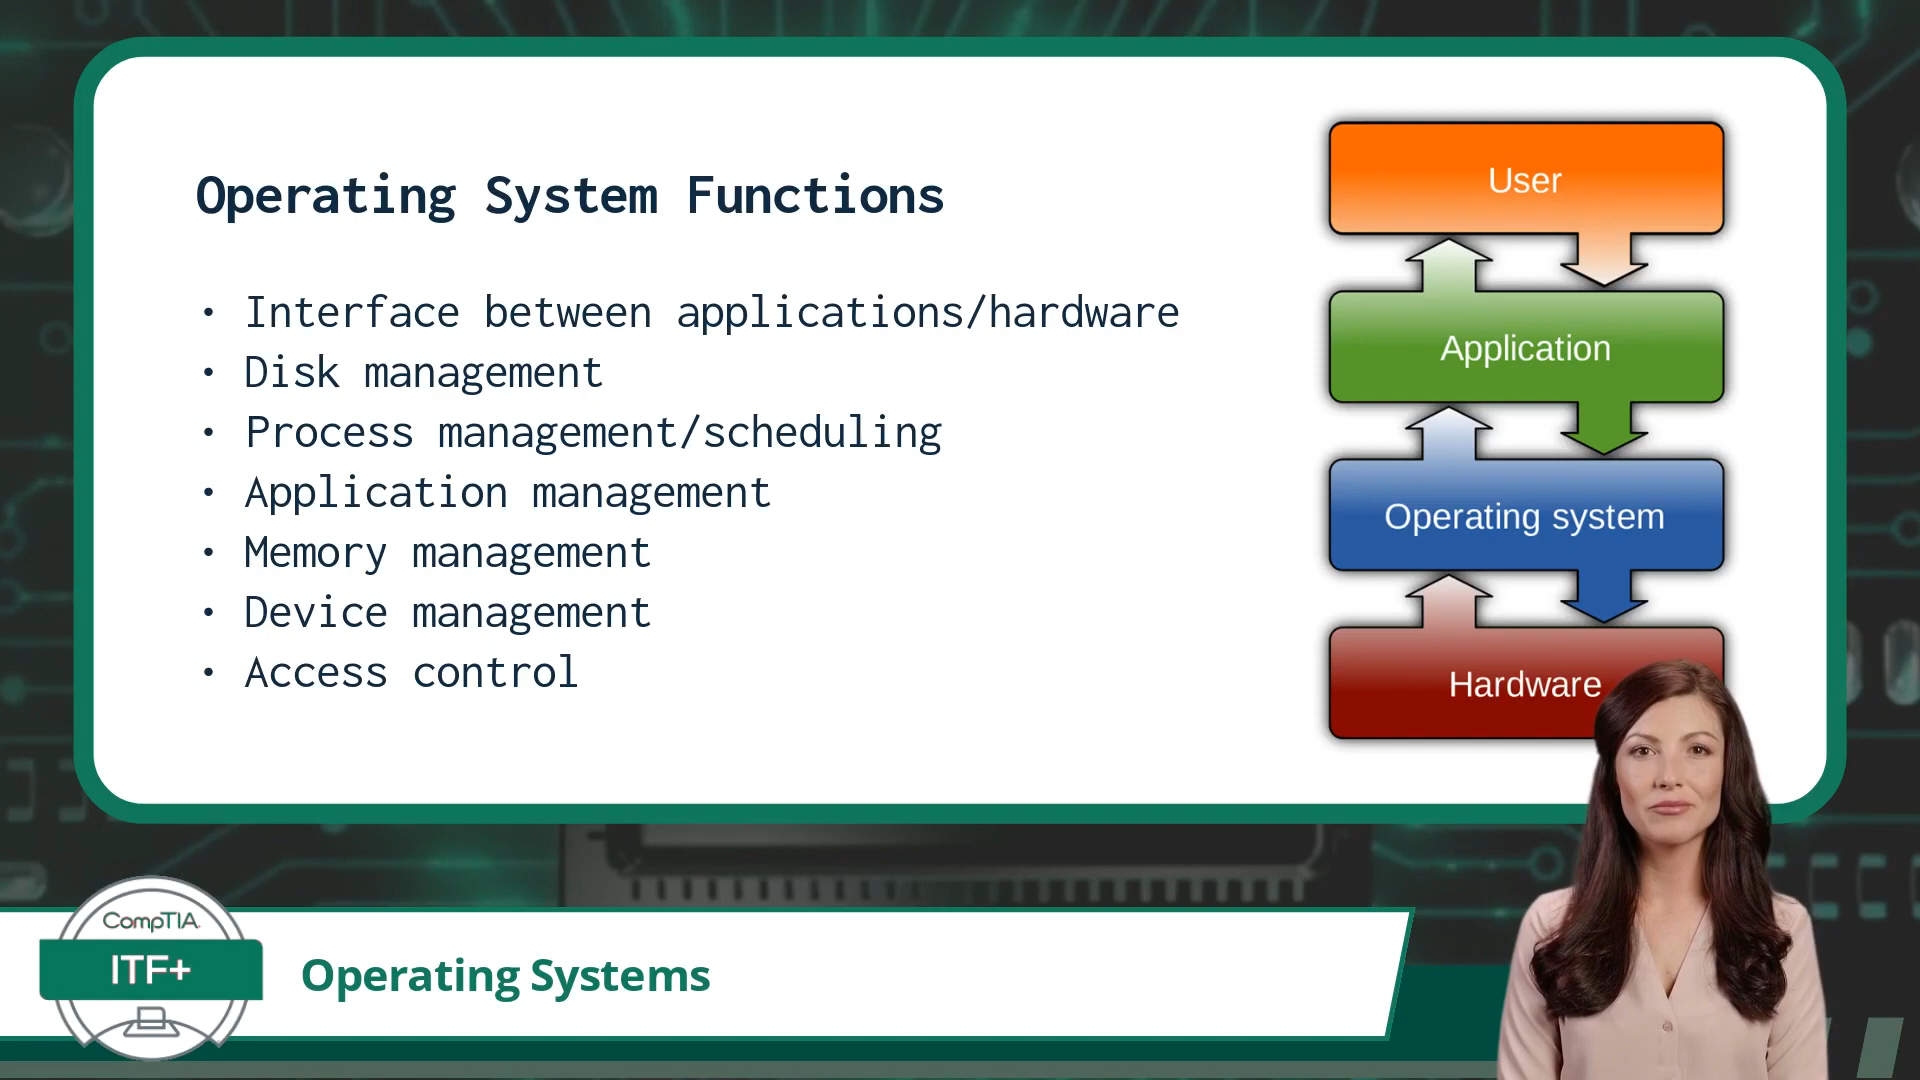 Operating System Functions
• Interface between applications/hardware
• Disk management
• Process management/scheduling
• Application management
• Memory management
• Device management
• Access control
User
Application
Operating system
Hardware
CompTIA
ITF+
Operating Systems